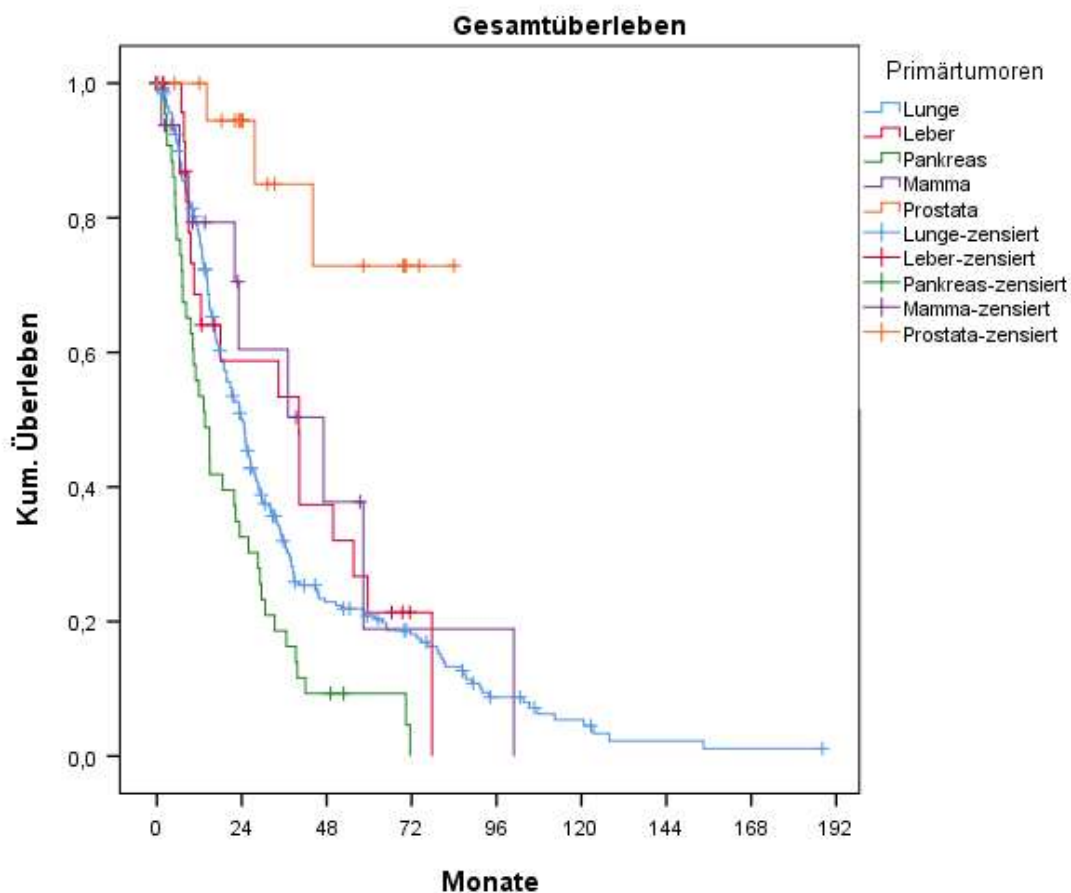 Gesamtüberleben
Primärtumoren
Lunge
Leber
Pankreas
Mamma
Prostata
Lunge-zensiert
Leber-zensiert
Pankreas-zensiert
Mamma-zensiert
Prostata-zensiert
Kum. Überleben
1,0
0,8
0,6
0,4
0,2
0,0
0 24 48 72 96 120 144 168 192
Monate